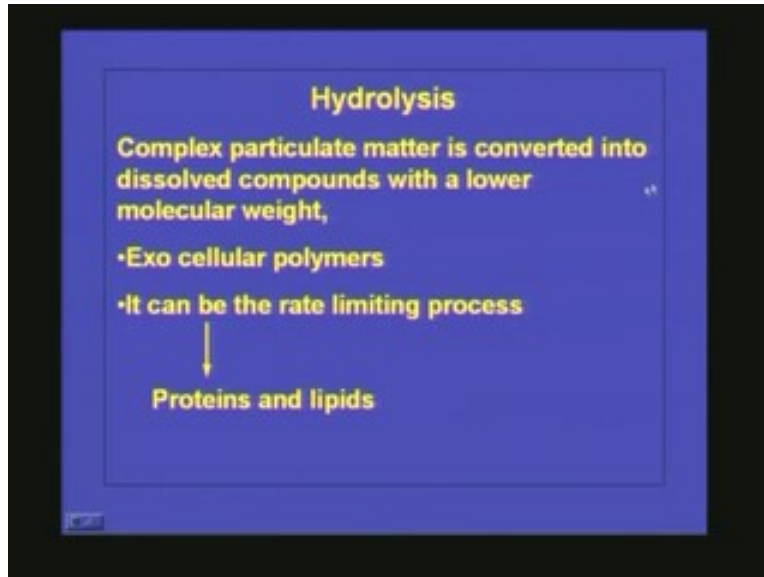 Hydrolysis
Complex particulate matter is converted into
dissolved compounds with a lower
molecular weight,
•Exo cellular polymers
•It can be the rate limiting process
Proteins and lipids